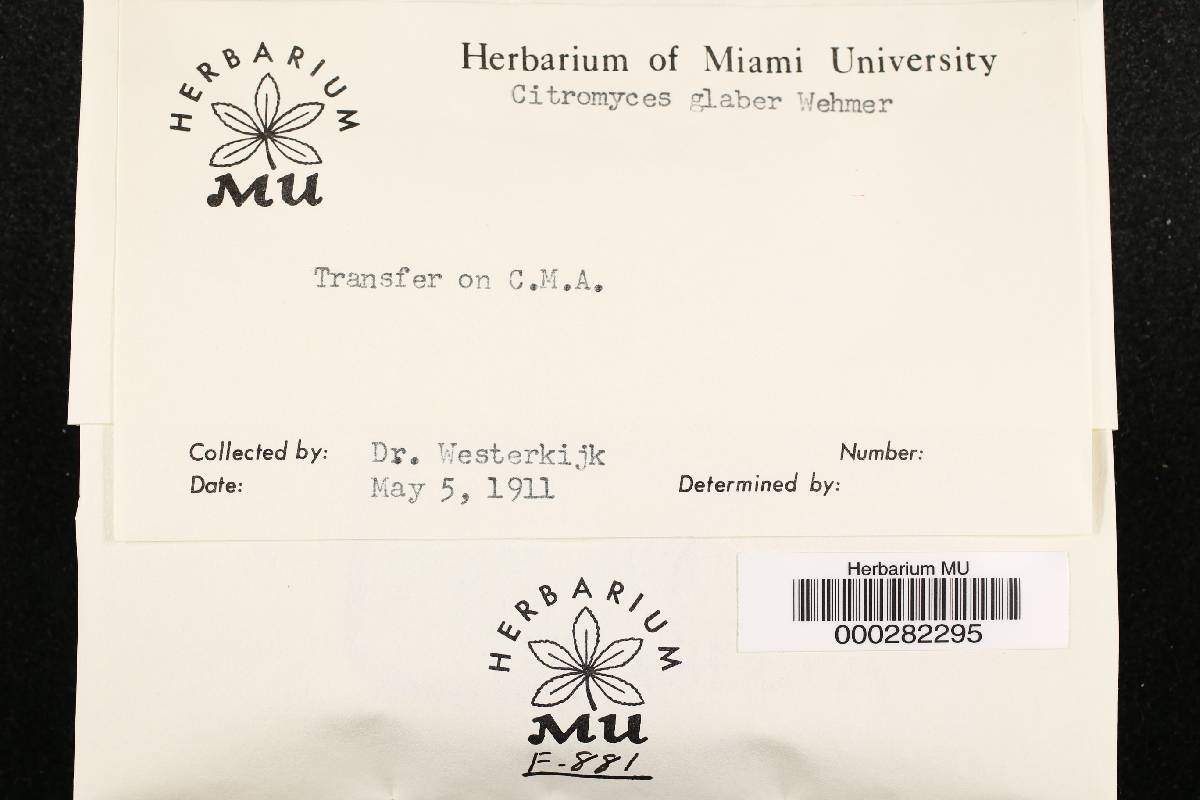 HERBARIUM
MU
Herbarium of Miami University
Citromyces glaber Wehmer
Transfer on C.M.A.
Collected by: Dr. Westerkijk
Number:
Date: May 5, 1911
Determined by:
Herbarium MU
000282295
HERBARIUM
MU
F-881